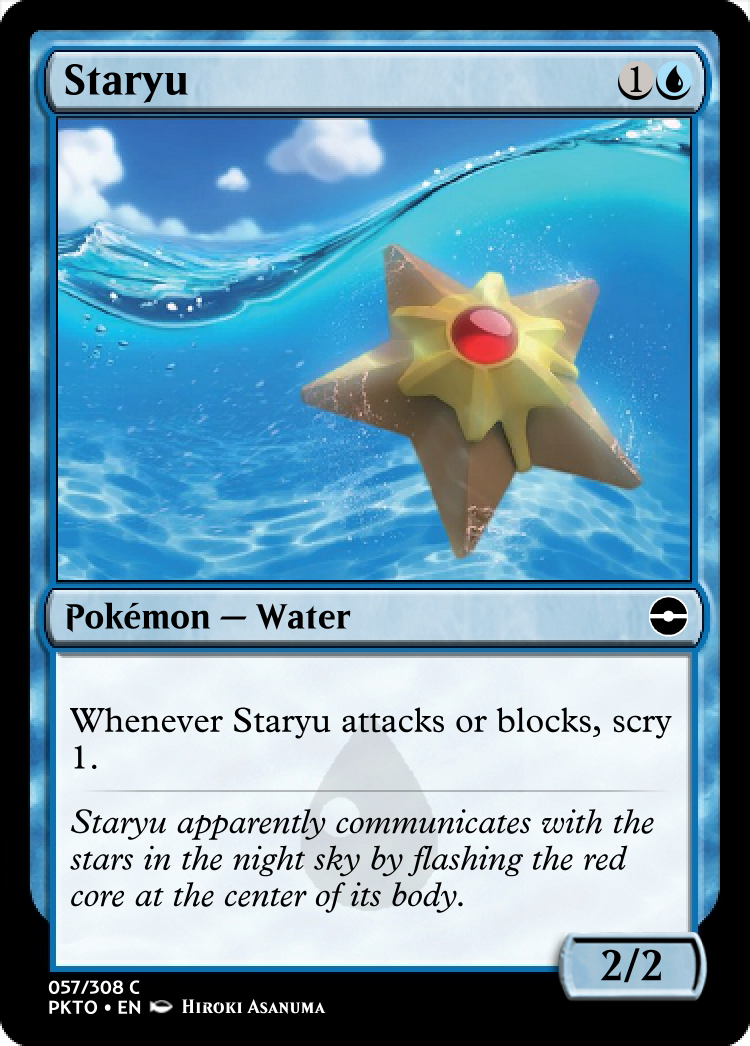 Staryu 1
Pokémon — Water
Whenever Staryu attacks or blocks, scry
1.
Staryu apparently communicates with the
stars in the night sky by flashing the red
core at the center of its body.
2/2
057/308 C
PKTO • EN HIROKI ASANUMA